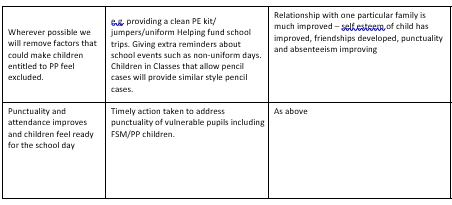 Wherever possible we
will remove factors that
could make children
entitled to PP feel
excluded.
e.g. providing a clean PE kit/
jumpers/uniform Helping fund school
trips. Giving extra reminders about
school events such as non-uniform days.
Children in Classes that allow pencil
cases will provide similar style pencil
cases.
Relationship with one particular family is
much improved – self esteem of child has
improved, friendships developed, punctuality
and absenteeism improving
Punctuality and
attendance improves
and children feel ready
for the school day
Timely action taken to address
punctuality of vulnerable pupils including
FSM/PP children.
As above